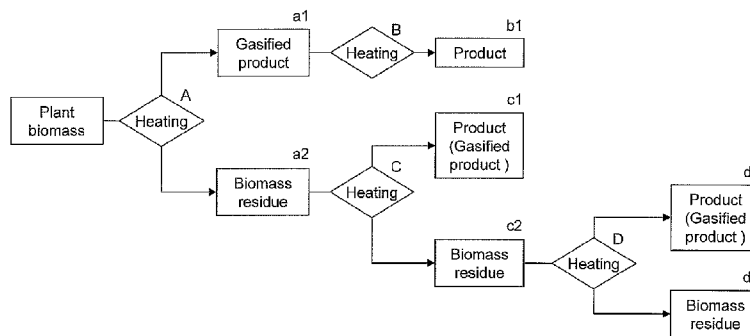 a1
Gasified
product
B
Heating
b1
Product
Plant
biomass
A
Heating
a2
Biomass
residue
C
Heating
c1
Product
(Gasified
product )
c2
Biomass
residue
D
Heating
d
Product
(Gasified
product )
d
Biomass
residue